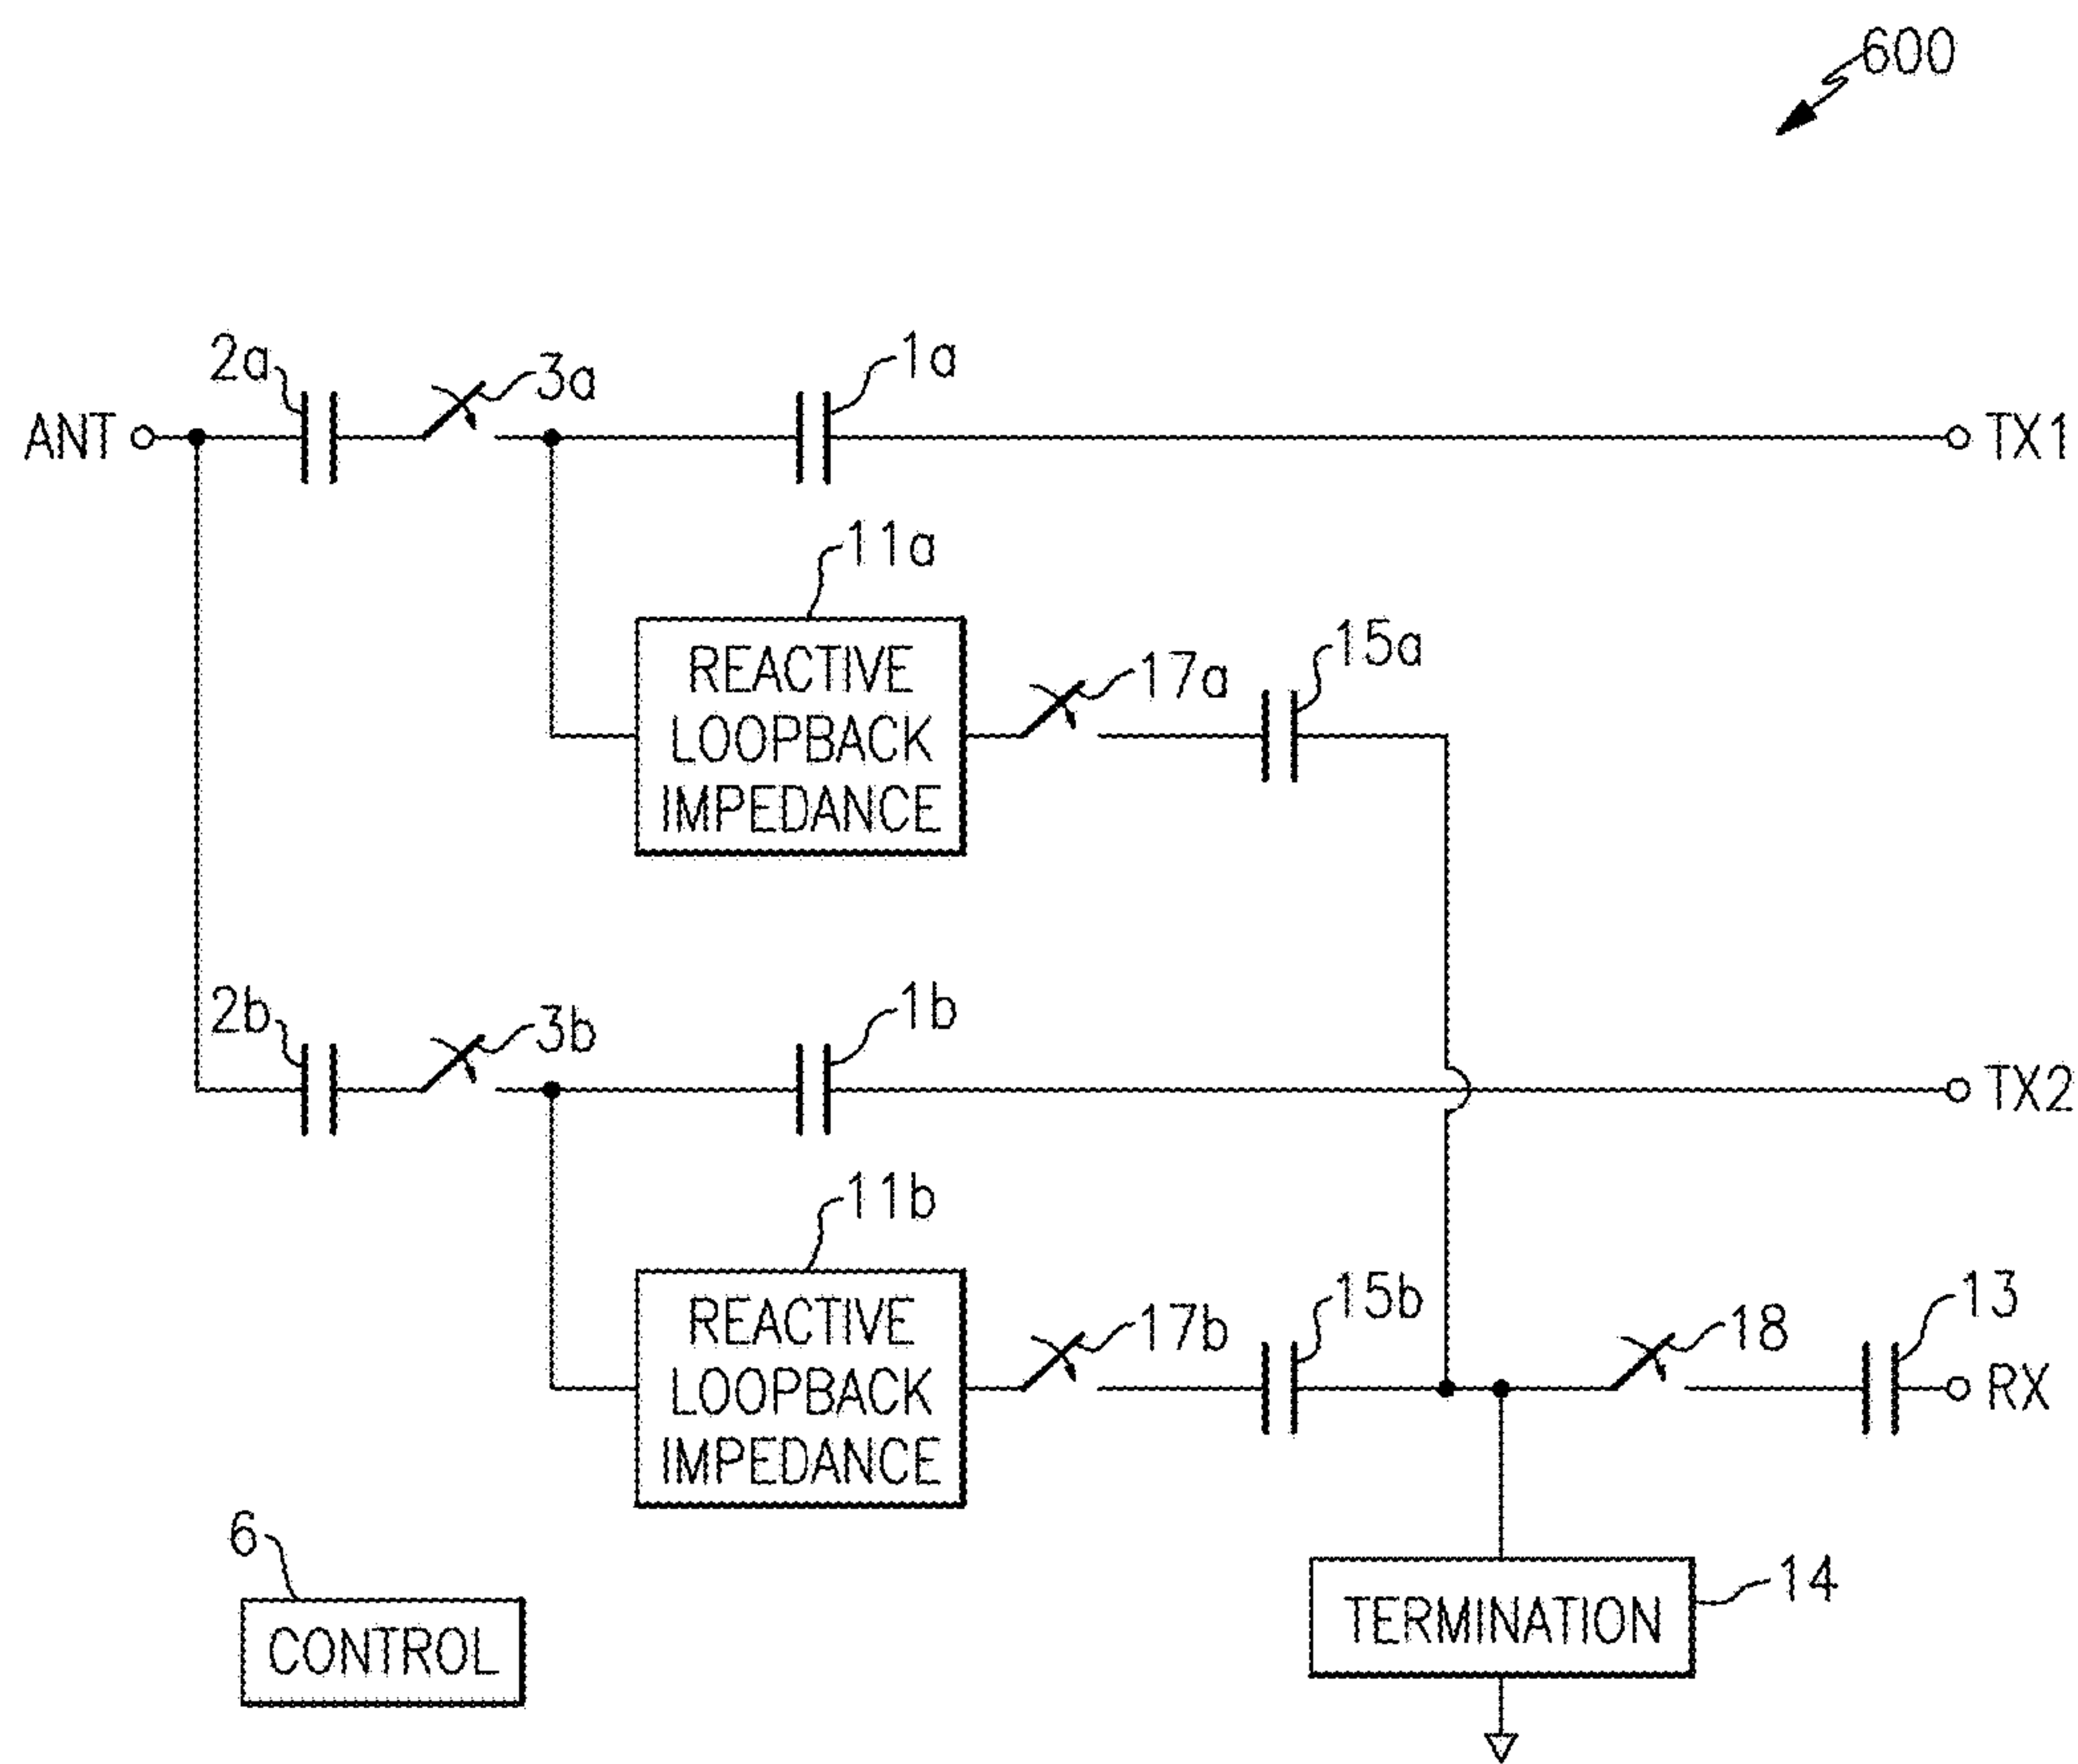 600
2a
3a
1a
ANT
TX1
11a
REACTIVE
LOOPBACK
IMPEDANCE
17a
15a
2b
3b
1b
TX2
11b
REACTIVE
LOOPBACK
IMPEDANCE
17b
15b
18
13
RX
6
CONTROL
TERMINATION
14